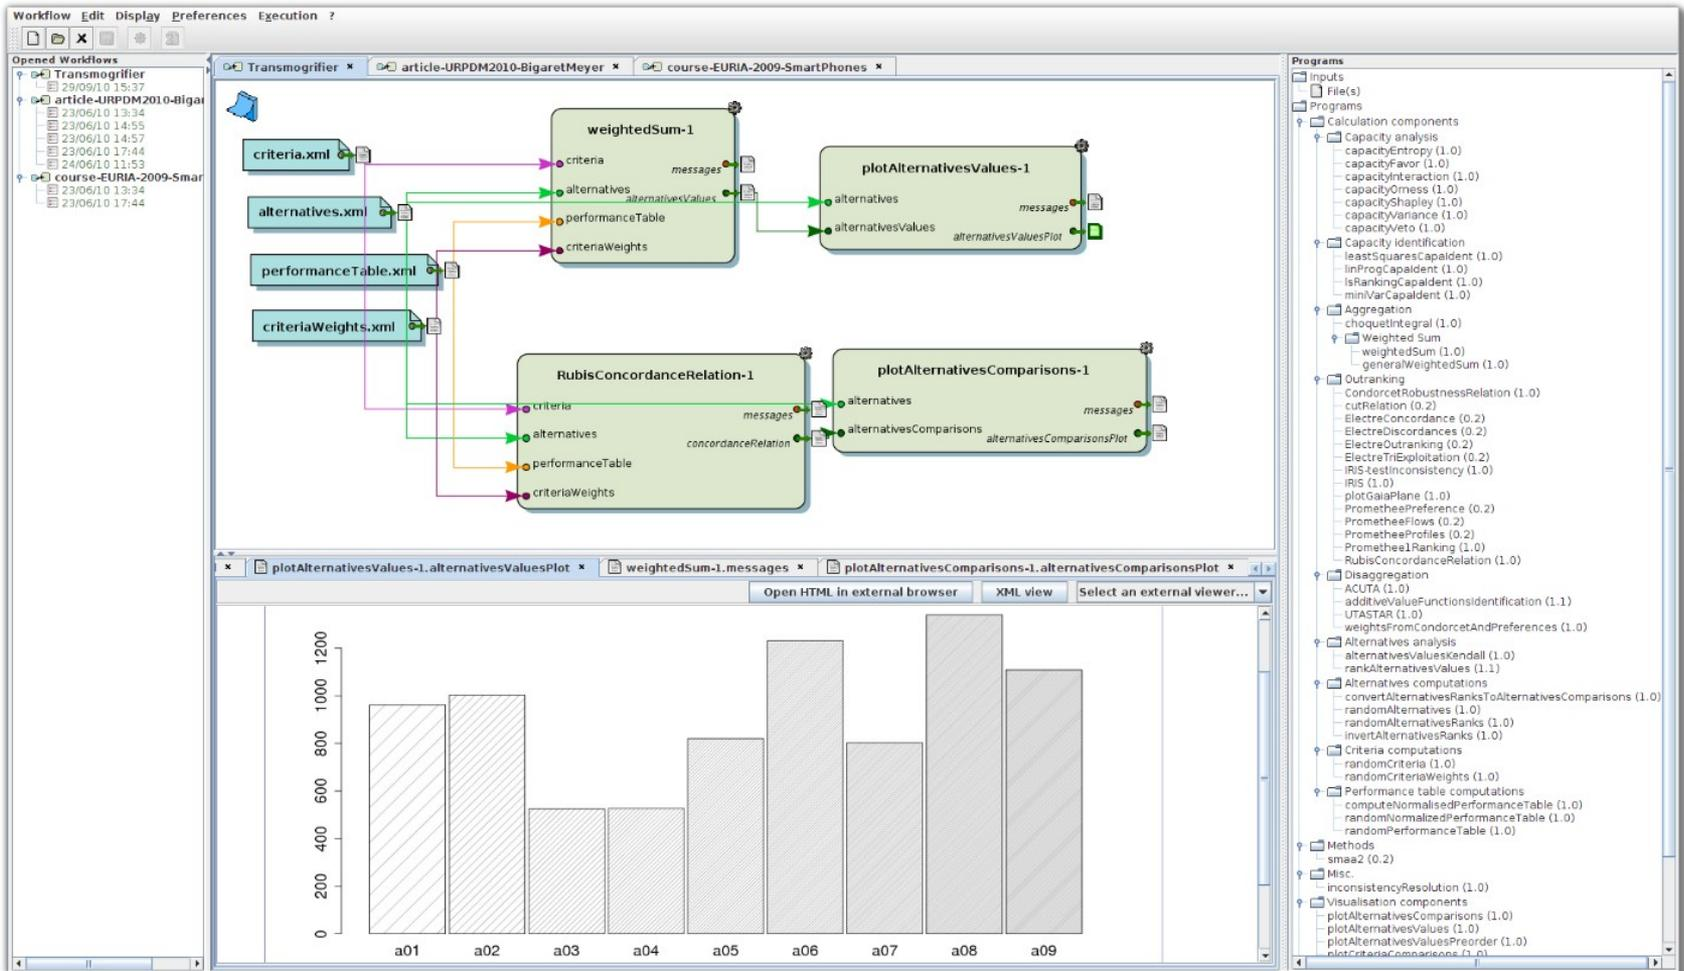 Workflow Edit Display Preferences Execution ?
Opened Workflows
Transmogrifier
29/09/10 15:37
article-URPDM2010-Bigar
23/06/10 13:34
23/06/10 14:55
23/06/10 14:57
23/06/10 17:44
24/06/10 11:53
course-EURIA-2009-Smar
23/06/10 13:34
23/06/10 17:44
Transmogrifier
article-URPDM2010-BigaretMeyer
course-EURIA-2009-SmartPhones
criteria.xml
alternatives.xml
performanceTable.xml
criteriaWeights.xml
weightedSum-1
criteria
messages
alternatives
alternativesValues
performanceTable
criteriaWeights
plotAlternativesValues-1
alternatives
messages
alternativesValues
alternativesValuesPlot
RubisConcordanceRelation-1
criteria
messages
alternatives
concordanceRelation
performanceTable
criteriaWeights
plotAlternativesComparisons-1
alternatives
messages
alternativesComparisons
alternativesComparisonsPlot
plotAlternativesValues-1.alternativesValuesPlot
weightedSum-1.messages
plotAlternativesComparisons-1.alternativesComparisonsPlot
Open HTML in external browser
XML view
Select an external viewer...
1200
1000
800
600
400
200
0
a01 a02 a03 a04 a05 a06 a07 a08 a09
Programs
Inputs
File(s)
Programs
Calculation components
Capacity analysis
capacityEntropy (1.0)
capacityFavor (1.0)
capacityInteraction (1.0)
capacityOrness (1.0)
capacityShapley (1.0)
capacityVariance (1.0)
capacityVeto (1.0)
Capacity identification
leastSquaresCapaIdent (1.0)
linProgCapaIdent (1.0)
lsRankingCapaIdent (1.0)
miniVarCapaIdent (1.0)
Aggregation
choquetIntegral (1.0)
Weighted Sum
weightedSum (1.0)
generalWeightedSum (1.0)
Outranking
CondorcetRobustnessRelation (1.0)
cutRelation (0.2)
ElectreConcordance (0.2)
ElectreDiscordances (0.2)
ElectreOutranking (0.2)
ElectreTriExploitation (0.2)
IRIS-testInconsistency (1.0)
IRIS (1.0)
plotGaiaPlane (1.0)
PrometheePreference (0.2)
PrometheeFlows (0.2)
PrometheeProfiles (0.2)
Promethee1Ranking (1.0)
RubisConcordanceRelation (1.0)
Disaggregation
ACUTA (1.0)
additiveValueFunctionsIdentification (1.1)
UTASTAR (1.0)
weightsFromCondorcetAndPreferences (1.0)
Alternatives analysis
alternativesValuesKendall (1.0)
rankAlternativesValues (1.1)
Alternatives computations
convertAlternativesRanksToAlternativesComparisons (1.0)
randomAlternatives (1.0)
randomAlternativesRanks (1.0)
invertAlternativesRanks (1.0)
Criteria computations
randomCriteria (1.0)
randomCriteriaWeights (1.0)
Performance table computations
computeNormalisedPerformanceTable (1.0)
randomNormalizedPerformanceTable (1.0)
randomPerformanceTable (1.0)
Methods
smaa2 (0.2)
Misc.
inconsistencyResolution (1.0)
Visualisation components
plotAlternativesComparisons (1.0)
plotAlternativesValues (1.0)
plotAlternativesValuesPreorder (1.0)
plotCriteriaComparisons (1.0)